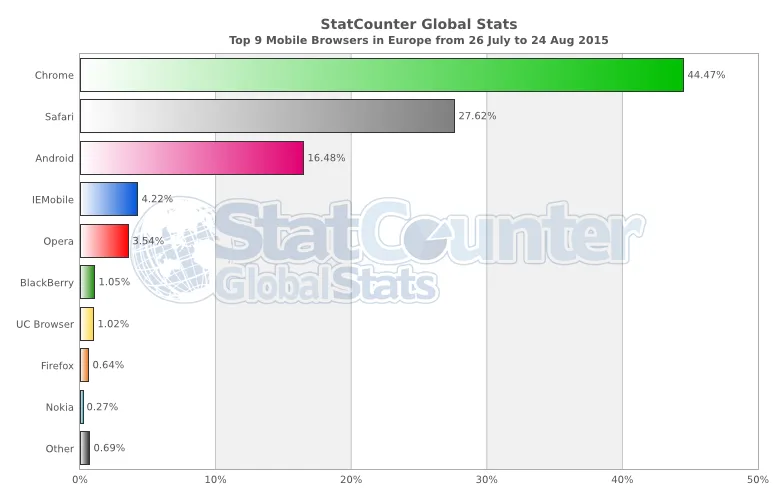 StatCounter Global Stats
Top 9 Mobile Browsers in Europe from 26 July to 24 Aug 2015
Chrome 44.47%
Safari 27.62%
Android 16.48%
IEMobile 4.22%
Opera 3.54%
BlackBerry 1.05%
UC Browser 1.02%
Firefox 0.64%
Nokia 0.27%
Other 0.69%
StatCounter
GlobalStats
0% 10% 20% 30% 40% 50%